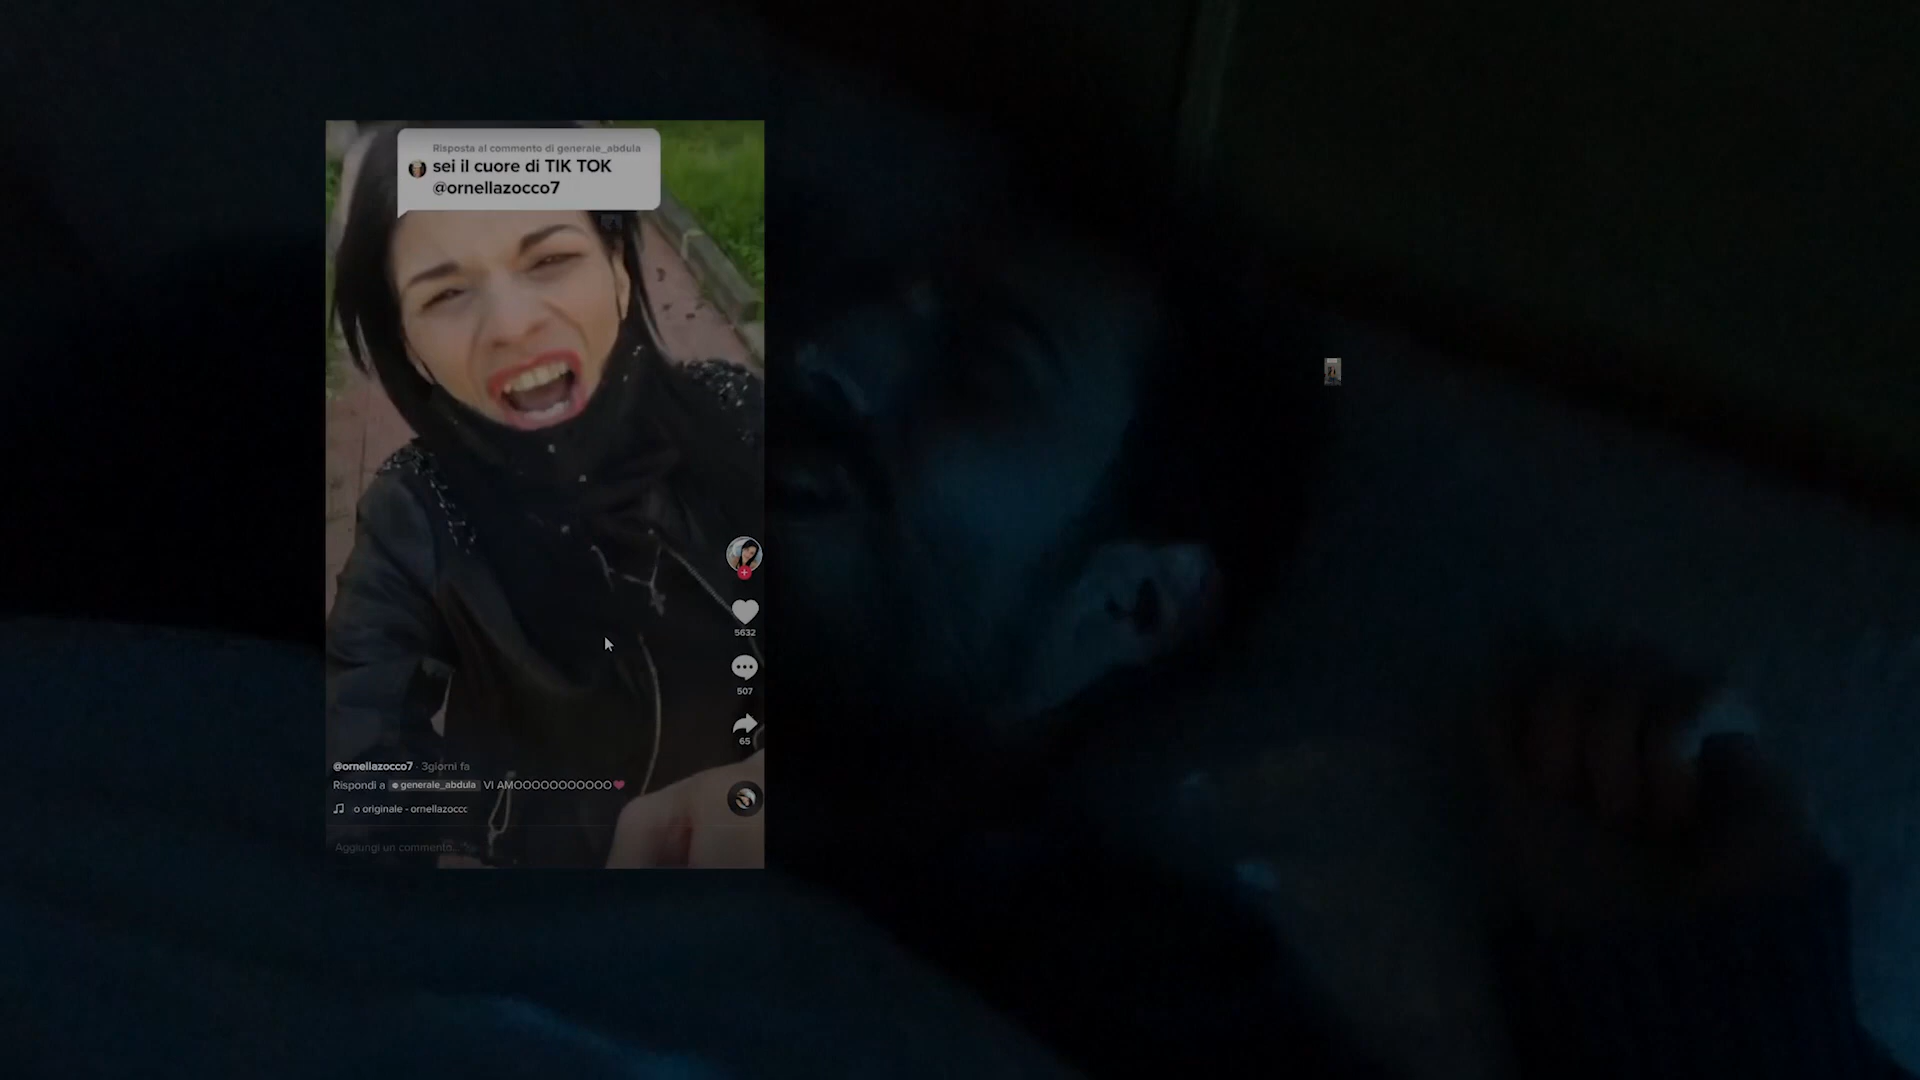 Risposta al commento di generale_abdula
sei il cuore di TIK TOK
@ornellazocco7
5632
507
65
@ornellazocco7 · 3giorni fa
Rispondi a generale_abdula VI AMOOOOOOOOOOO❤
o originale - ornellazocc
Aggiungi un commento...